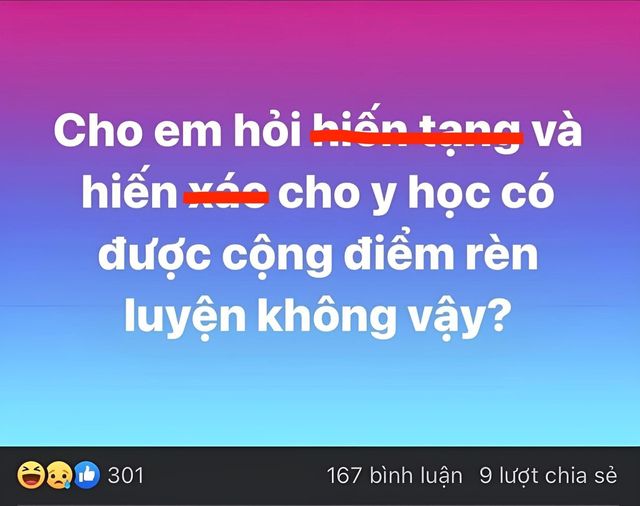 Cho em hỏi hiến tạng và
hiến xác cho y học có
được cộng điểm rèn
luyện không vậy?
301 167 bình luận 9 lượt chia sẻ